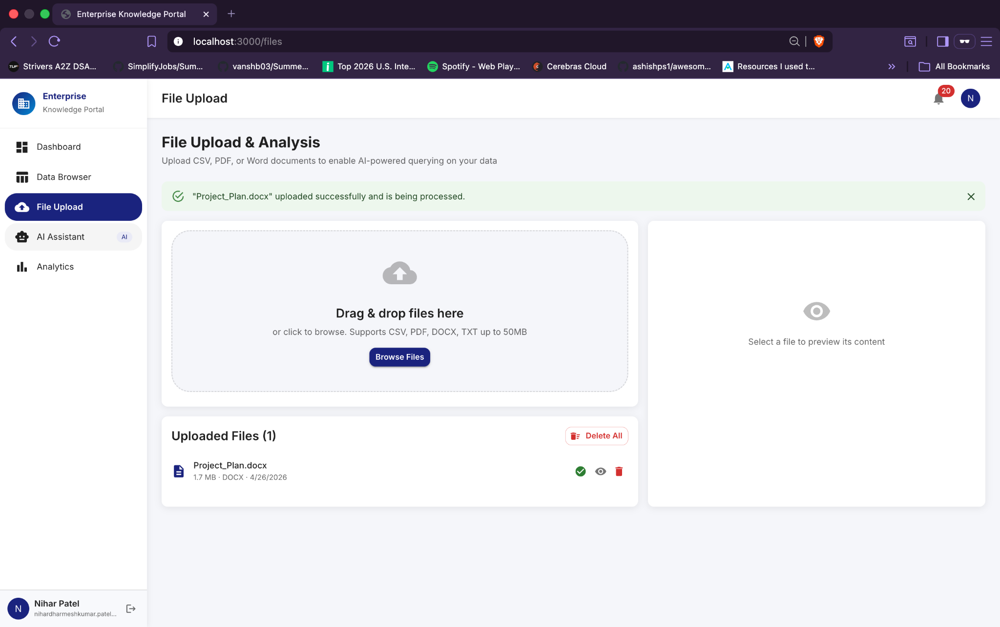 Enterprise Knowledge Portal
localhost:3000/files
TUF Strivers A2Z DSA... SimplifyJobs/Sum... vanshb03/Summe... Top 2026 U.S. Inte... Spotify - Web Play... Cerebras Cloud ashishps1/awesom... Resources I used t... All Bookmarks
Enterprise
Knowledge Portal
File Upload
20
N
Dashboard
Data Browser
File Upload
AI Assistant AI
Analytics
File Upload & Analysis
Upload CSV, PDF, or Word documents to enable AI-powered querying on your data
"Project_Plan.docx" uploaded successfully and is being processed.
Drag & drop files here
or click to browse. Supports CSV, PDF, DOCX, TXT up to 50MB
Browse Files
Select a file to preview its content
Uploaded Files (1)
Delete All
Project_Plan.docx
1.7 MB · DOCX · 4/26/2026
N
Nihar Patel
nihardharmeshkumar.patel...